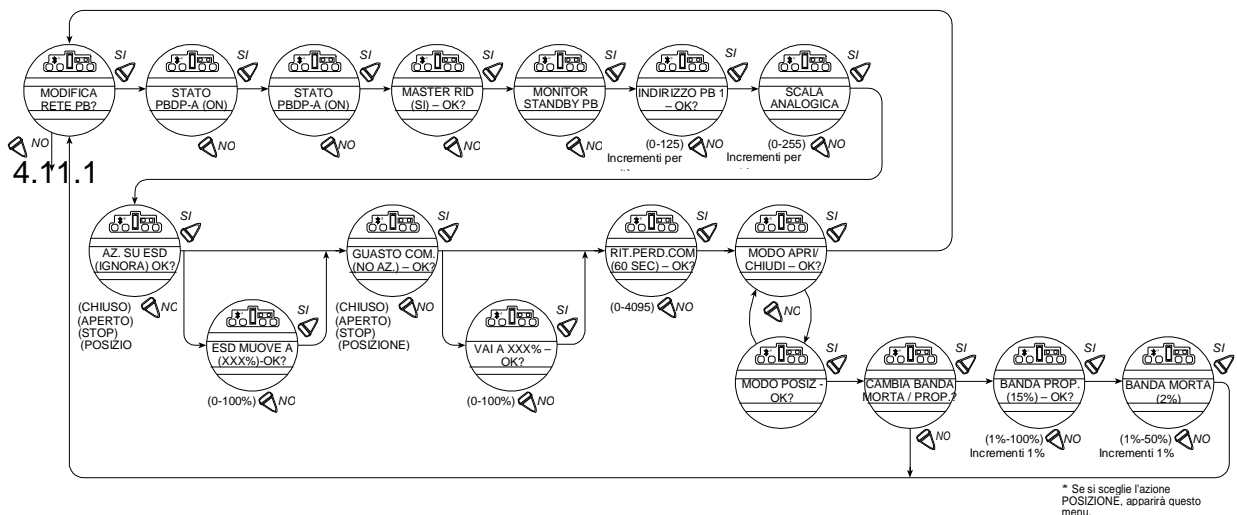 SI SI SI SI SI SI SI
MODIFICA
RETE PB?
STATO
PBDP-A (ON)
STATO
PBDP-A (ON)
MASTER RID
(SI) – OK?
MONITOR
STANDBY PB
INDIRIZZO PB 1
– OK?
SCALA
ANALOGICA
NO NO NO NO NO NO NO
(0-125)
Incrementi per
(0-255)
Incrementi per
4.11.1
SI SI SI SI
AZ. SU ESD
(IGNORA) OK?
GUASTO COM.
(NO AZ.) – OK?
RIT.PERD.COM
(60 SEC) – OK?
MODO APRI/
CHIUDI – OK?
(CHIUSO) NO
(APERTO)
(STOP)
(POSIZIO
(CHIUSO) NO
(APERTO)
(STOP)
(POSIZIONE)
(0-4095) NO
NO
SI SI
ESD MUOVE A
(XXX%)-OK?
VAI A XXX% –
OK?
(0-100%) NO
(0-100%) NO
SI SI SI SI
MODO POSIZ -
OK?
CAMBIA BANDA
MORTA / PROP.?
BANDA PROP.
(15%) – OK?
BANDA MORTA
(2%)
NO
(1%-100%) NO
Incrementi 1%
(1%-50%) NO
Incrementi 1%
* Se si sceglie l'azione
POSIZIONE, apparirà questo
menu.